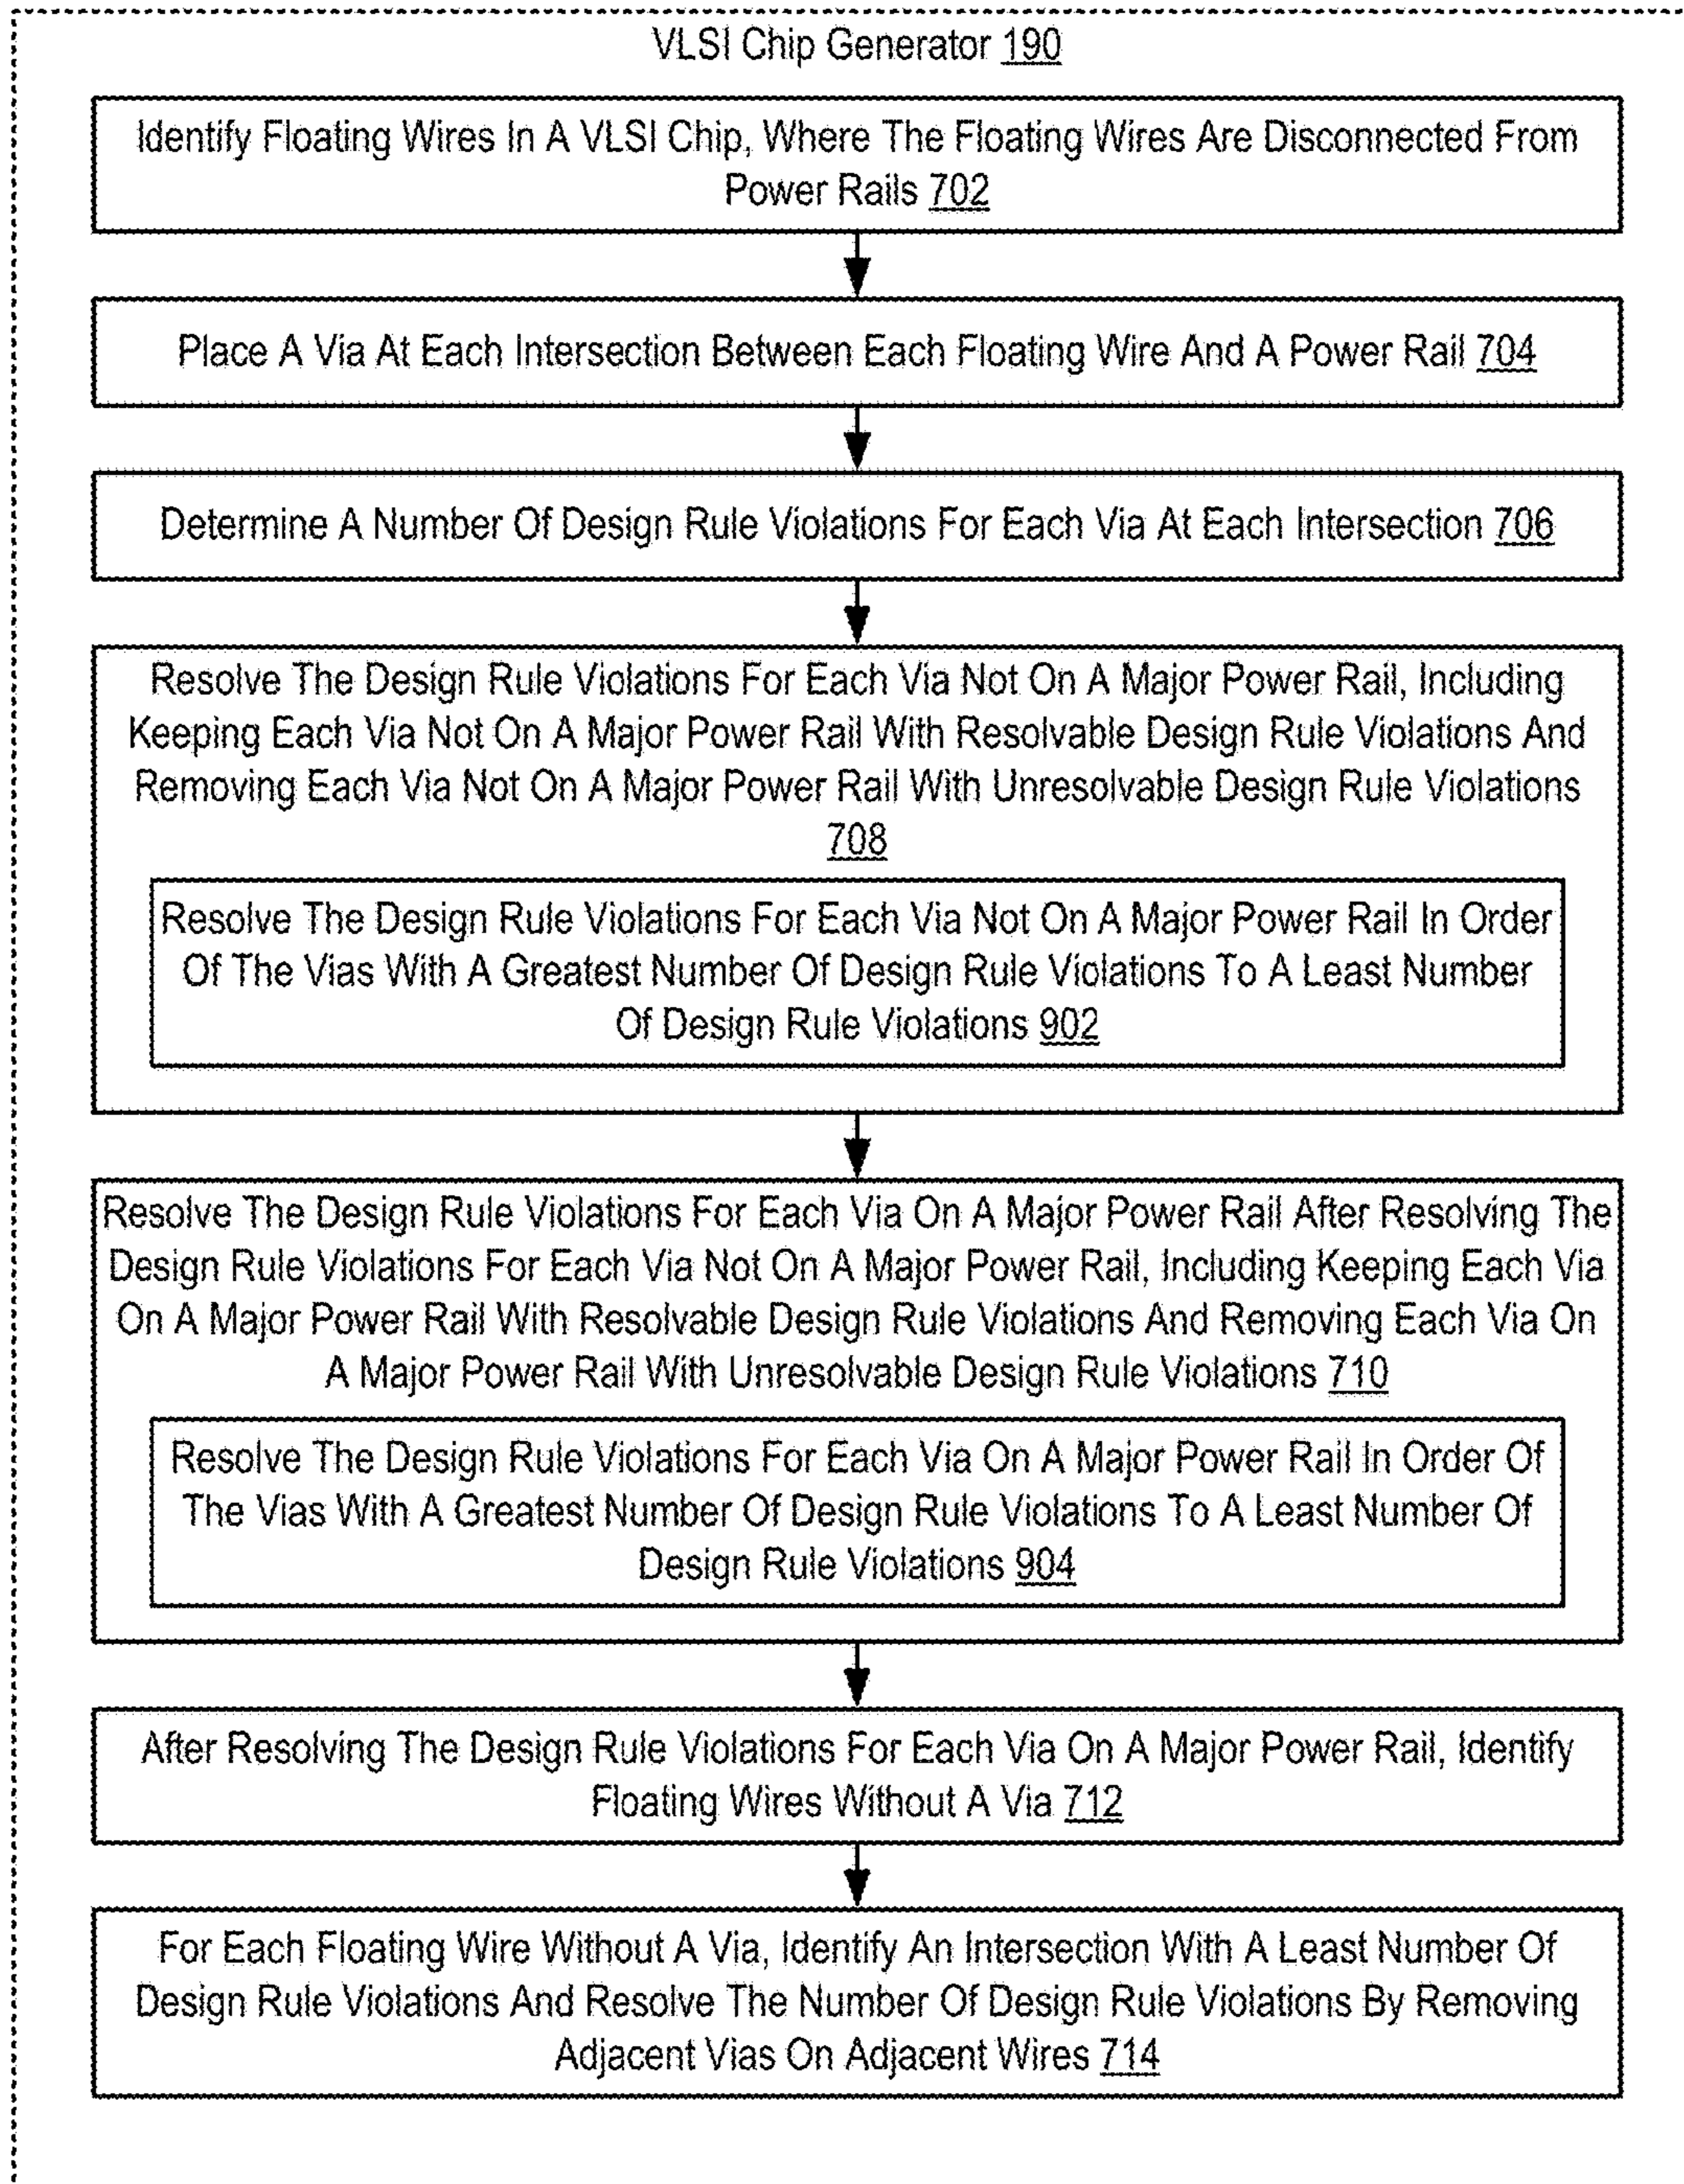 VLSI Chip Generator 190
Identify Floating Wires In A VLSI Chip, Where The Floating Wires Are Disconnected From
Power Rails 702
Place A Via At Each Intersection Between Each Floating Wire And A Power Rail 704
Determine A Number Of Design Rule Violations For Each Via At Each Intersection 706
Resolve The Design Rule Violations For Each Via Not On A Major Power Rail, Including
Keeping Each Via Not On A Major Power Rail With Resolvable Design Rule Violations And
Removing Each Via Not On A Major Power Rail With Unresolvable Design Rule Violations
708
Resolve The Design Rule Violations For Each Via Not On A Major Power Rail In Order
Of The Vias With A Greatest Number Of Design Rule Violations To A Least Number
Of Design Rule Violations 902
Resolve The Design Rule Violations For Each Via On A Major Power Rail After Resolving The
Design Rule Violations For Each Via Not On A Major Power Rail, Including Keeping Each Via
On A Major Power Rail With Resolvable Design Rule Violations And Removing Each Via On
A Major Power Rail With Unresolvable Design Rule Violations 710
Resolve The Design Rule Violations For Each Via On A Major Power Rail In Order Of
The Vias With A Greatest Number Of Design Rule Violations To A Least Number Of
Design Rule Violations 904
After Resolving The Design Rule Violations For Each Via On A Major Power Rail, Identify
Floating Wires Without A Via 712
For Each Floating Wire Without A Via, Identify An Intersection With A Least Number Of
Design Rule Violations And Resolve The Number Of Design Rule Violations By Removing
Adjacent Vias On Adjacent Wires 714